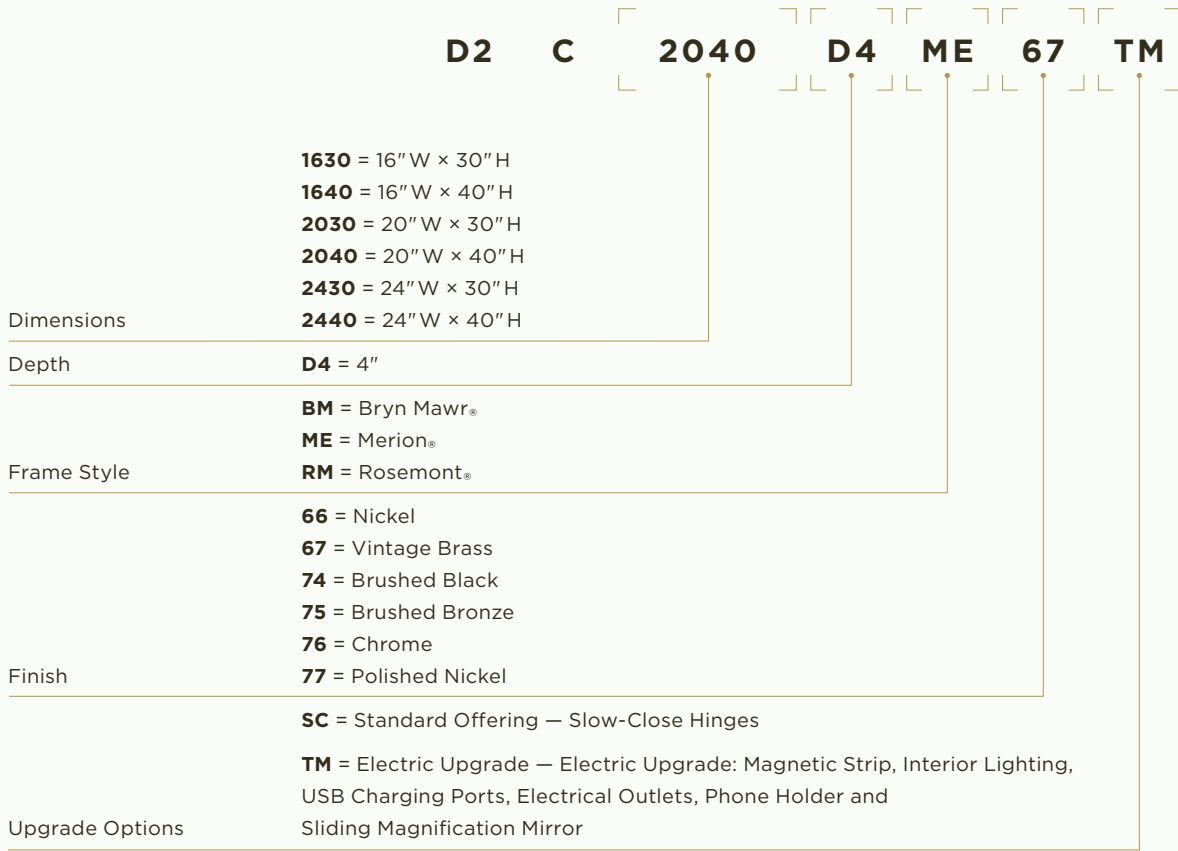 D2 C 2040 D4 ME 67 TM
1630 = 16"W × 30"H
1640 = 16"W × 40"H
2030 = 20"W × 30"H
2040 = 20"W × 40"H
2430 = 24"W × 30"H
Dimensions 2440 = 24"W × 40"H
Depth D4 = 4"
BM = Bryn Mawr®
ME = Merion®
Frame Style RM = Rosemont®
66 = Nickel
67 = Vintage Brass
74 = Brushed Black
75 = Brushed Bronze
76 = Chrome
Finish 77 = Polished Nickel
SC = Standard Offering — Slow-Close Hinges
TM = Electric Upgrade — Electric Upgrade: Magnetic Strip, Interior Lighting,
USB Charging Ports, Electrical Outlets, Phone Holder and
Upgrade Options Sliding Magnification Mirror